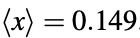 ⟨x⟩ = 0.149